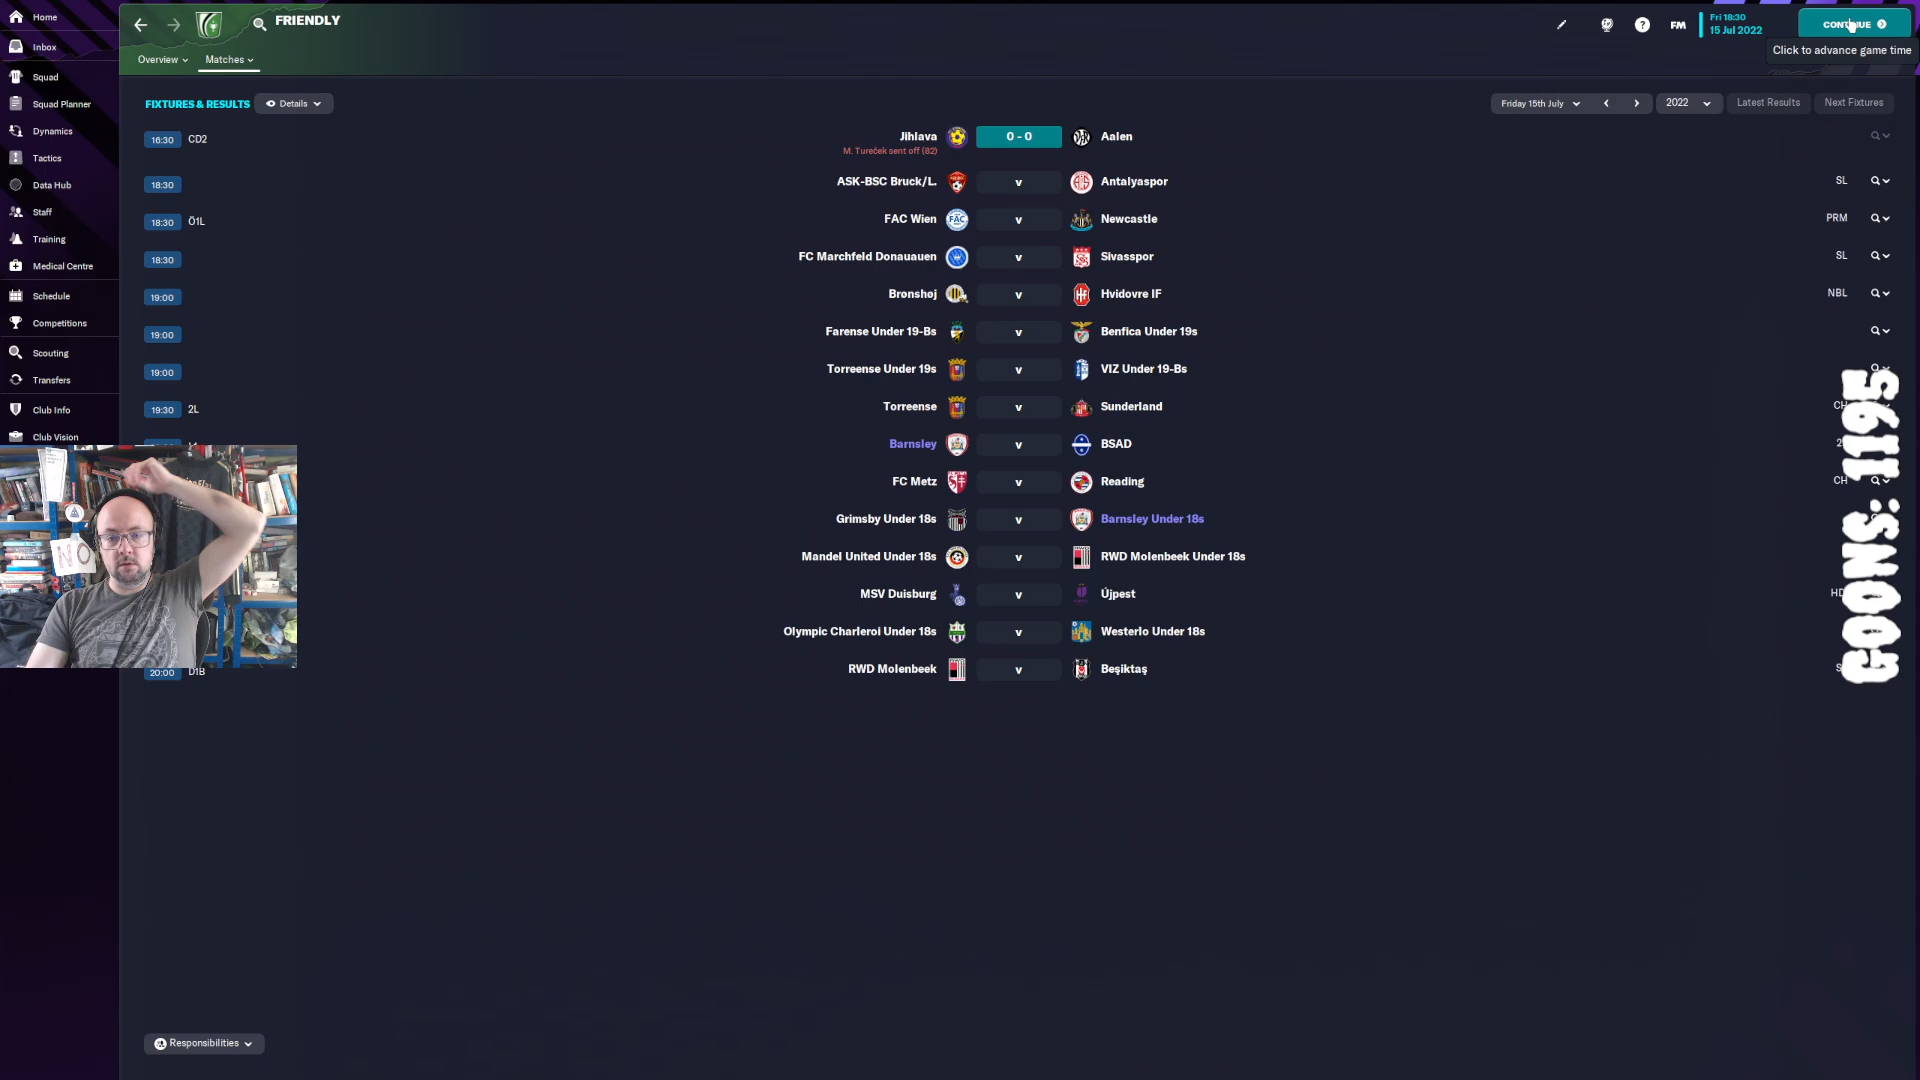 Home
Inbox
Squad
Squad Planner
Dynamics
Tactics
Data Hub
Staff
Training
Medical Centre
Schedule
Competitions
Scouting
Transfers
Club Info
Club Vision
FRIENDLY
Overview
Matches
FM
Fri 18:30
15 Jul 2022
CONTINUE
Click to advance game time
FIXTURES & RESULTS
Details
Friday 15th July
2022
Latest Results
Next Fixtures
16:30 CD2 Jihlava 0 - 0 Aalen
M. Tureček sent off (82)
18:30 ASK-BSC Bruck/L. v Antalyaspor SL
18:30 Ö1L FAC Wien v Newcastle PRM
18:30 FC Marchfeld Donauauen v Sivasspor SL
19:00 Brønshøj v Hvidovre IF NBL
19:00 Farense Under 19-Bs v Benfica Under 19s
19:00 Torreense Under 19s v VIZ Under 19-Bs
19:30 2L Torreense v Sunderland CH
Barnsley v BSAD
FC Metz v Reading CH
Grimsby Under 18s v Barnsley Under 18s
Mandel United Under 18s v RWD Molenbeek Under 18s
MSV Duisburg v Újpest
Olympic Charleroi Under 18s v Westerlo Under 18s
20:00 D1B RWD Molenbeek v Beşiktaş
GOONS: 1195
NO
Responsibilities